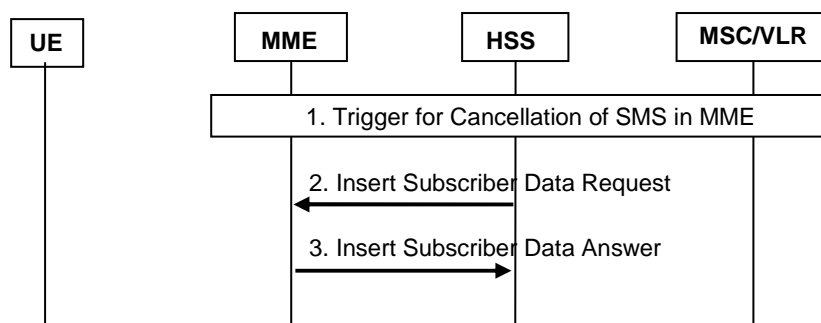 UE
MME
HSS
MSC/VLR
1. Trigger for Cancellation of SMS in MME
2. Insert Subscriber Data Request
3. Insert Subscriber Data Answer